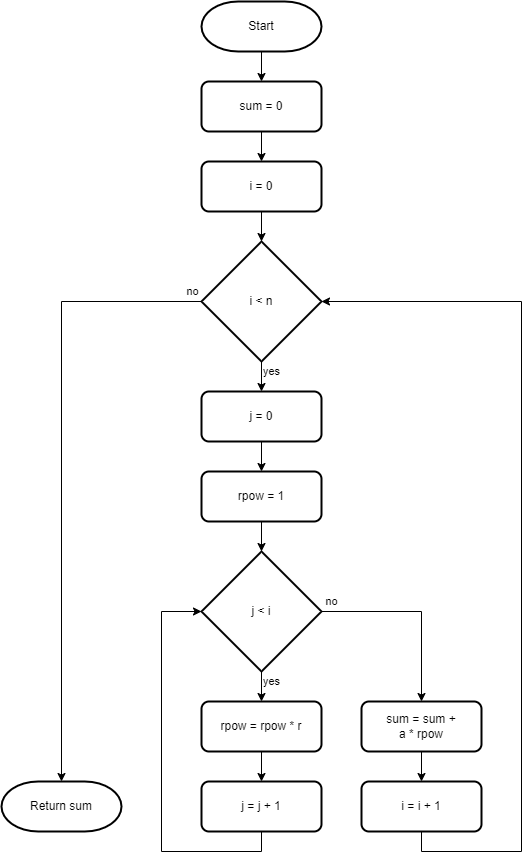 Start
sum = 0
i = 0
no
i < n
yes
j = 0
rpow = 1
no
j < i
yes
rpow = rpow * r
sum = sum +
a * rpow
Return sum
j = j + 1
i = i + 1